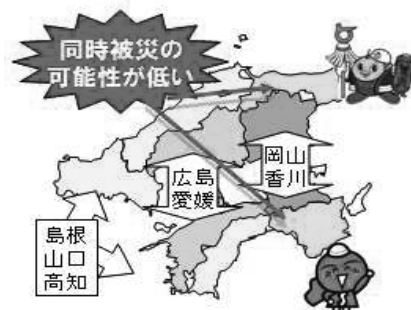 同時被災の
可能性が低い
岡山
香川
広島
愛媛
島根
山口
高知